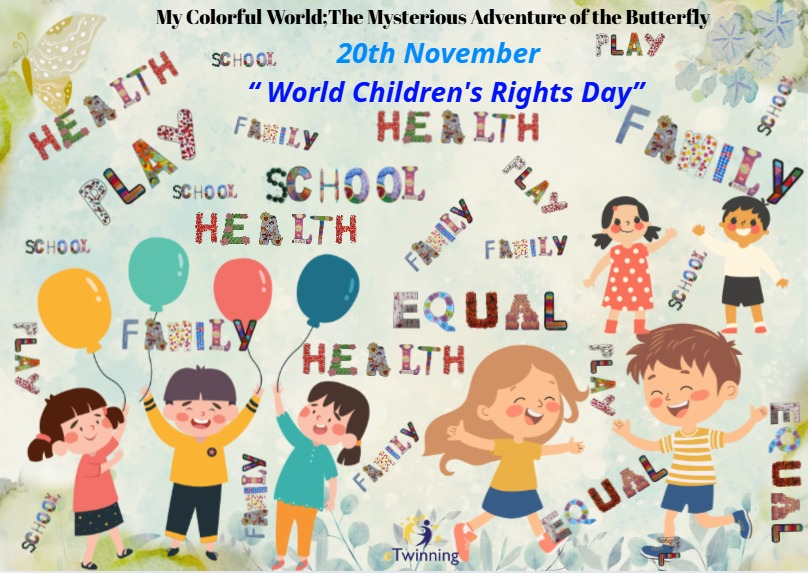 My Colorful World;The Mysterious Adventure of the Butterfly
20th November
“ World Children's Rights Day”
PLAY
SCHOOL
HEALTH
SCHOOL
FAMILY
HEALTH
FAMILY
PLAY
SCHOOL
SCHOOL
PLAY
HEALTH
FAMILY
FAMILY
SCHOOL
SCHOOL
EQUAL
FAMILY
PLAY
HEALTH
PLAY
FAMILY
EQUAL
FAMILY
EQUAL
SCHOOL
eTwinning